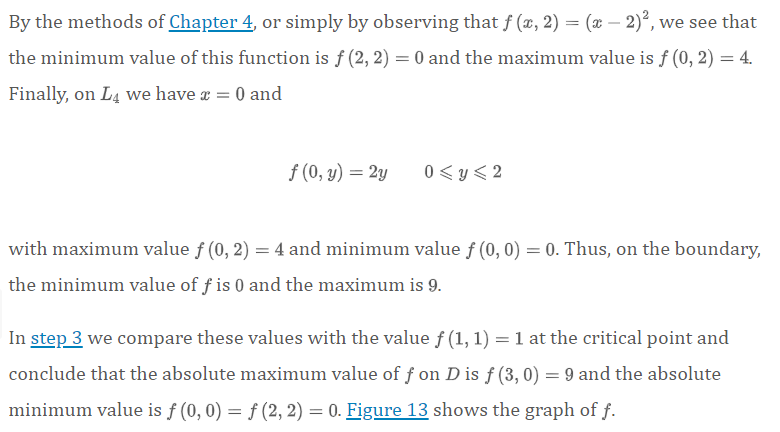 By the methods of Chapter 4, or simply by observing that f (x, 2) = (x − 2)², we see that
the minimum value of this function is f (2, 2) = 0 and the maximum value is f (0, 2) = 4.
Finally, on L₄ we have x = 0 and
f (0, y) = 2y  0 ⩽ y ⩽ 2
with maximum value f (0, 2) = 4 and minimum value f (0, 0) = 0. Thus, on the boundary,
the minimum value of f is 0 and the maximum is 9.
In step 3 we compare these values with the value f (1, 1) = 1 at the critical point and
conclude that the absolute maximum value of f on D is f (3, 0) = 9 and the absolute
minimum value is f (0, 0) = f (2, 2) = 0. Figure 13 shows the graph of f.